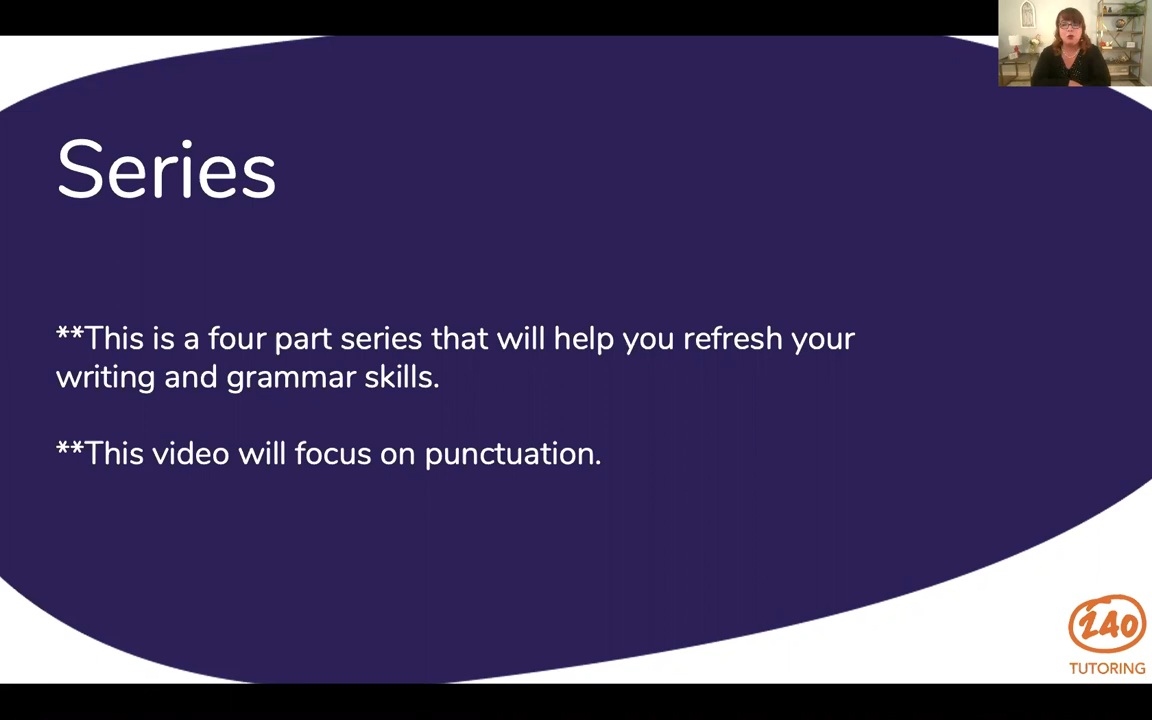 Series
**This is a four part series that will help you refresh your
writing and grammar skills.
**This video will focus on punctuation.
240
TUTORING